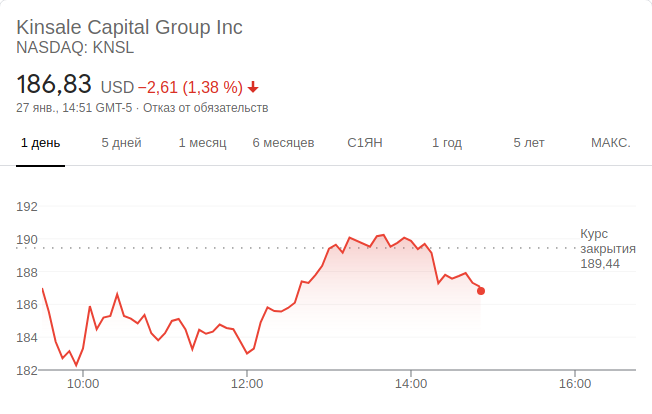 Kinsale Capital Group Inc
NASDAQ: KNSL
186,83 USD −2,61 (1,38 %)
27 янв., 14:51 GMT-5 · Отказ от обязательств
1 день 5 дней 1 месяц 6 месяцев С1ЯН 1 год 5 лет МАКС.
192
190
188
186
184
182
Курс
закрытия
189,44
10:00 12:00 14:00 16:00